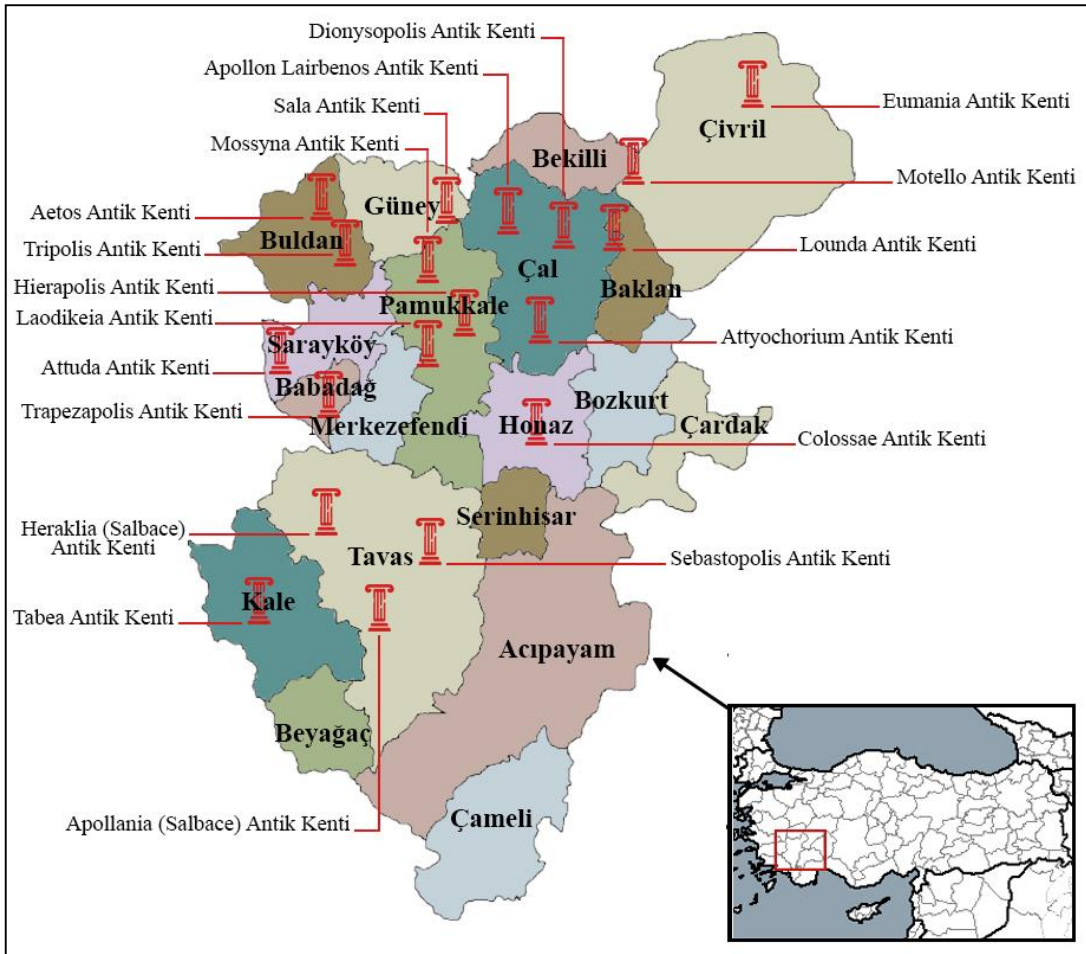 Dionysopolis Antik Kenti
Apollon Lairbenos Antik Kenti
Sala Antik Kenti
Mossyna Antik Kenti
Eumania Antik Kenti
Çivril
Bekilli
Motello Antik Kenti
Aetos Antik Kenti
Güney
Buldan
Tripolis Antik Kenti
Lounda Antik Kenti
Çal
Hierapolis Antik Kenti
Baklan
Pamukkale
Laodikeia Antik Kenti
Sarayköy
Attyochorium Antik Kenti
Attuda Antik Kenti
Babadağ
Trapezapolis Antik Kenti
Merkezefendi
Honaz
Bozkurt
Çardak
Colossae Antik Kenti
Serinhisar
Heraklia (Salbace)
Antik Kenti
Tavas
Sebastopolis Antik Kenti
Kale
Tabea Antik Kenti
Acıpayam
Beyağaç
Apollania (Salbace) Antik Kenti
Çameli